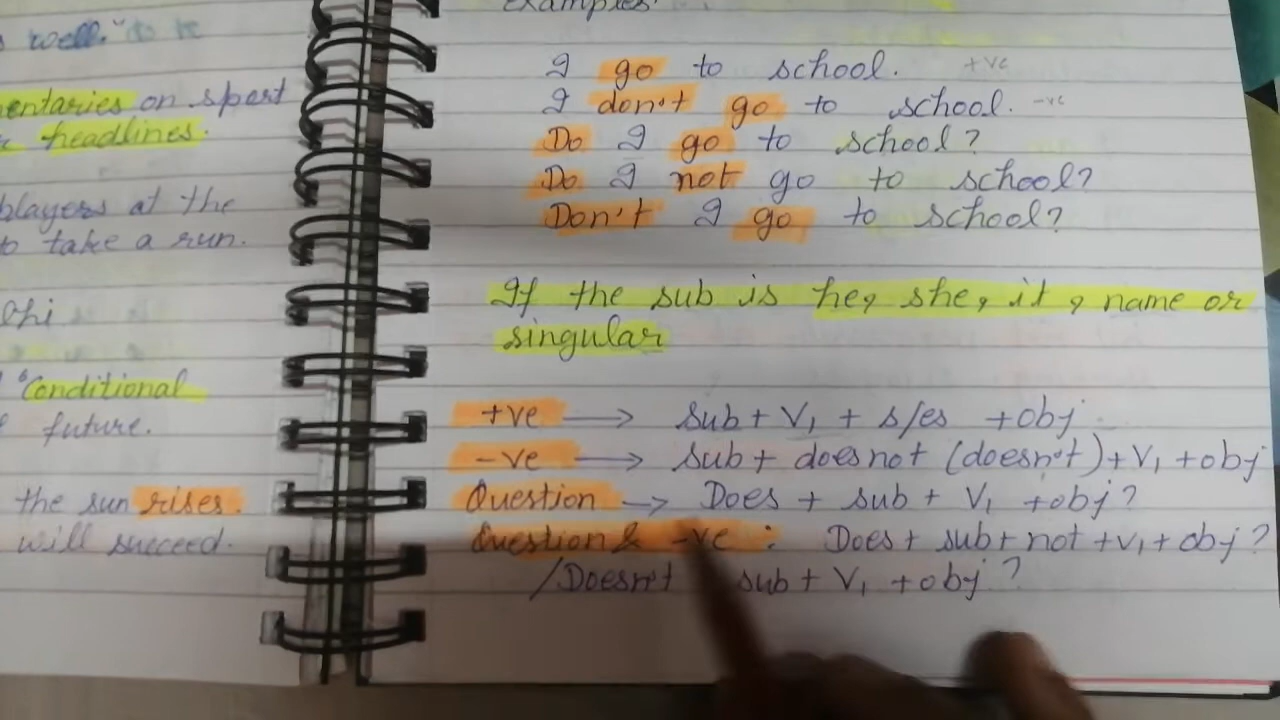 well."
entaries on sport
headlines.
players at the
to take a run.
"Conditional
future.
the sun rises.
will succeed.
examples.
I go to school. +ve
I don't go to school. -ve
Do I go to school?
Do I not go to school?
Don't I go to school?
If the sub is he, she, it, name or
singular
+ve → sub + V₁ + s/es + obj
-ve → sub + does not (doesn't) + V₁ + obj
Question → Does + sub + V₁ + obj?
Question & -ve : Does + sub + not + V₁ + obj?
/Doesn't sub + V₁ + obj?